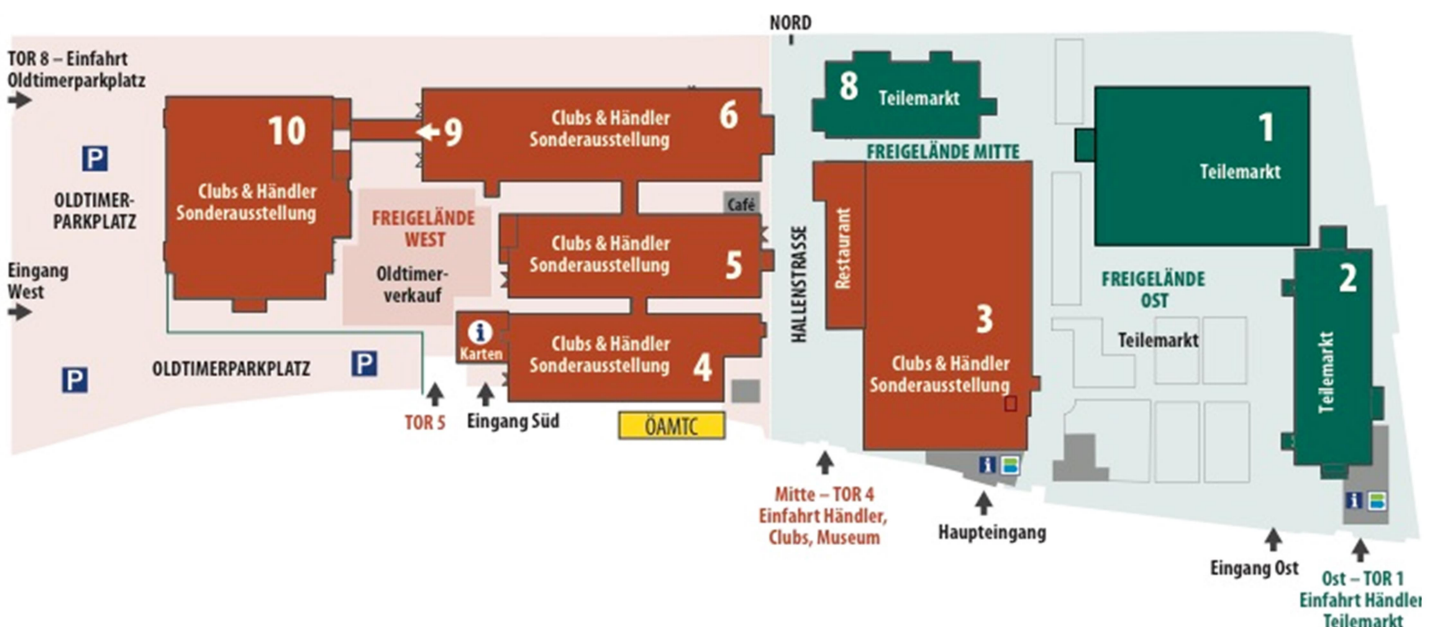 NORD
TOR 8 – Einfahrt
Oldtimerparkplatz
P
OLDTIMER-
PARKPLATZ
Eingang
West
P
OLDTIMERPARKPLATZ
P
10
Clubs & Händler
Sonderausstellung
9
6
Clubs & Händler
Sonderausstellung
FREIGELÄNDE
WEST
Oldtimer-
verkauf
Café
5
Clubs & Händler
Sonderausstellung
i
Karten
4
Clubs & Händler
Sonderausstellung
TOR 5
Eingang Süd
ÖAMTC
HALLENSTRASSE
8
Teilemarkt
FREIGELÄNDE MITTE
Restaurant
3
Clubs & Händler
Sonderausstellung
i
Mitte – TOR 4
Einfahrt Händler,
Clubs, Museum
Haupteingang
1
Teilemarkt
FREIGELÄNDE
OST
Teilemarkt
2
Teilemarkt
i
Eingang Ost
Ost – TOR 1
Einfahrt Händler
Teilemarkt